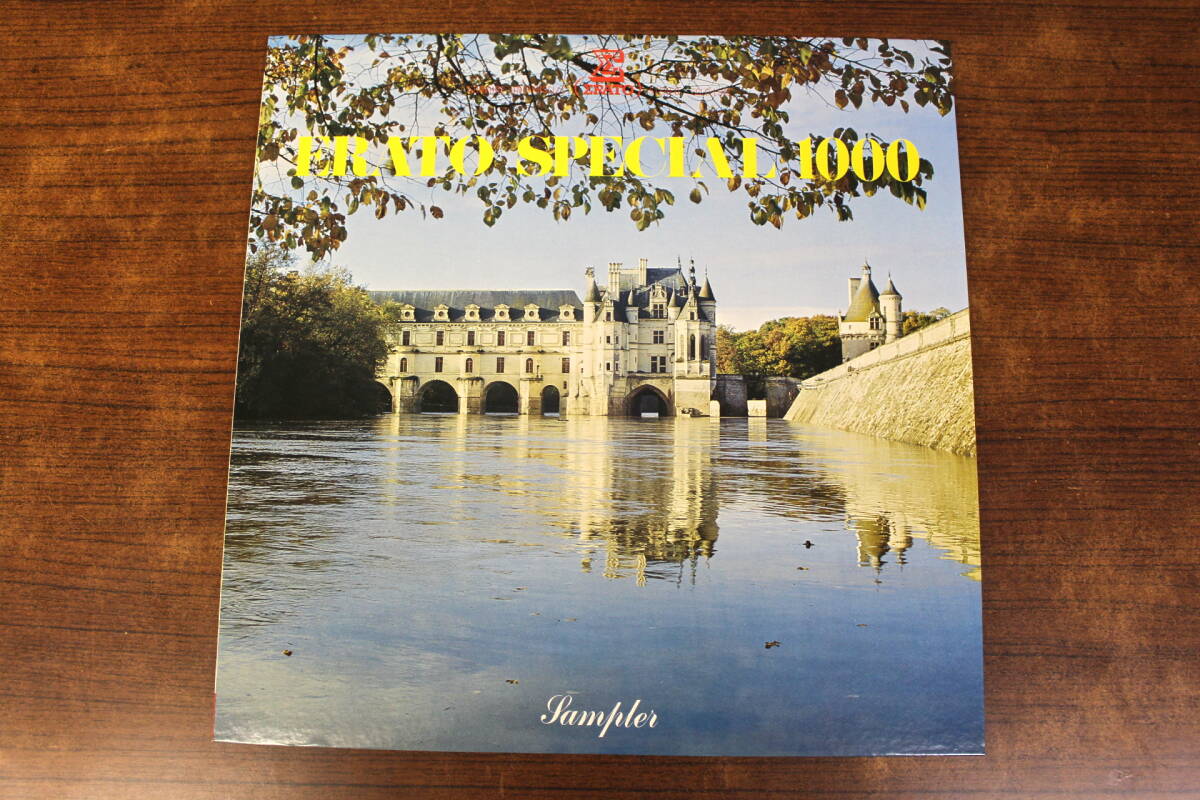 ERATO
ERATO SPECIAL 1000
Sampler